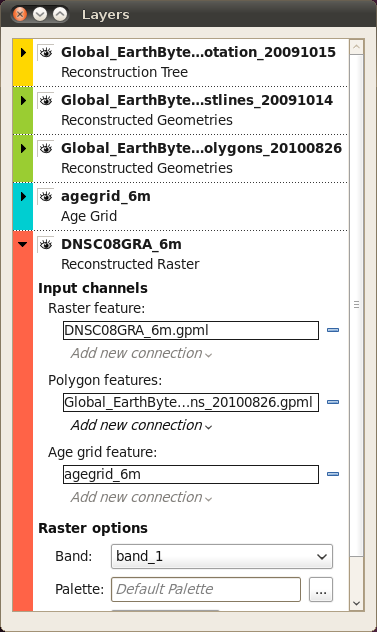 Layers
Global_EarthByte...otation_20091015
Reconstruction Tree
Global_EarthByte...stlines_20091014
Reconstructed Geometries
Global_EarthByte...olygons_20100826
Reconstructed Geometries
agegrid_6m
Age Grid
DNSC08GRA_6m
Reconstructed Raster
Input channels
Raster feature:
DNSC08GRA_6m.gpml
Add new connection
Polygon features:
Global_EarthByte...ns_20100826.gpml
Add new connection
Age grid feature:
agegrid_6m
Add new connection
Raster options
Band: band_1
Palette: Default Palette ...